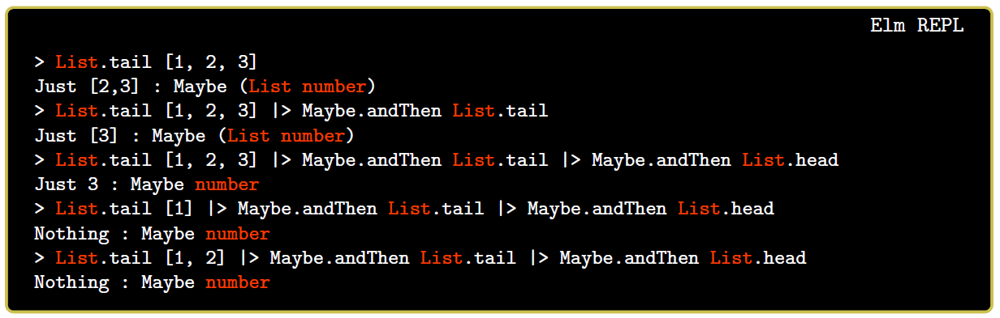 Elm REPL
> List.tail [1, 2, 3]
Just [2,3] : Maybe (List number)
> List.tail [1, 2, 3] |> Maybe.andThen List.tail
Just [3] : Maybe (List number)
> List.tail [1, 2, 3] |> Maybe.andThen List.tail |> Maybe.andThen List.head
Just 3 : Maybe number
> List.tail [1] |> Maybe.andThen List.tail |> Maybe.andThen List.head
Nothing : Maybe number
> List.tail [1, 2] |> Maybe.andThen List.tail |> Maybe.andThen List.head
Nothing : Maybe number